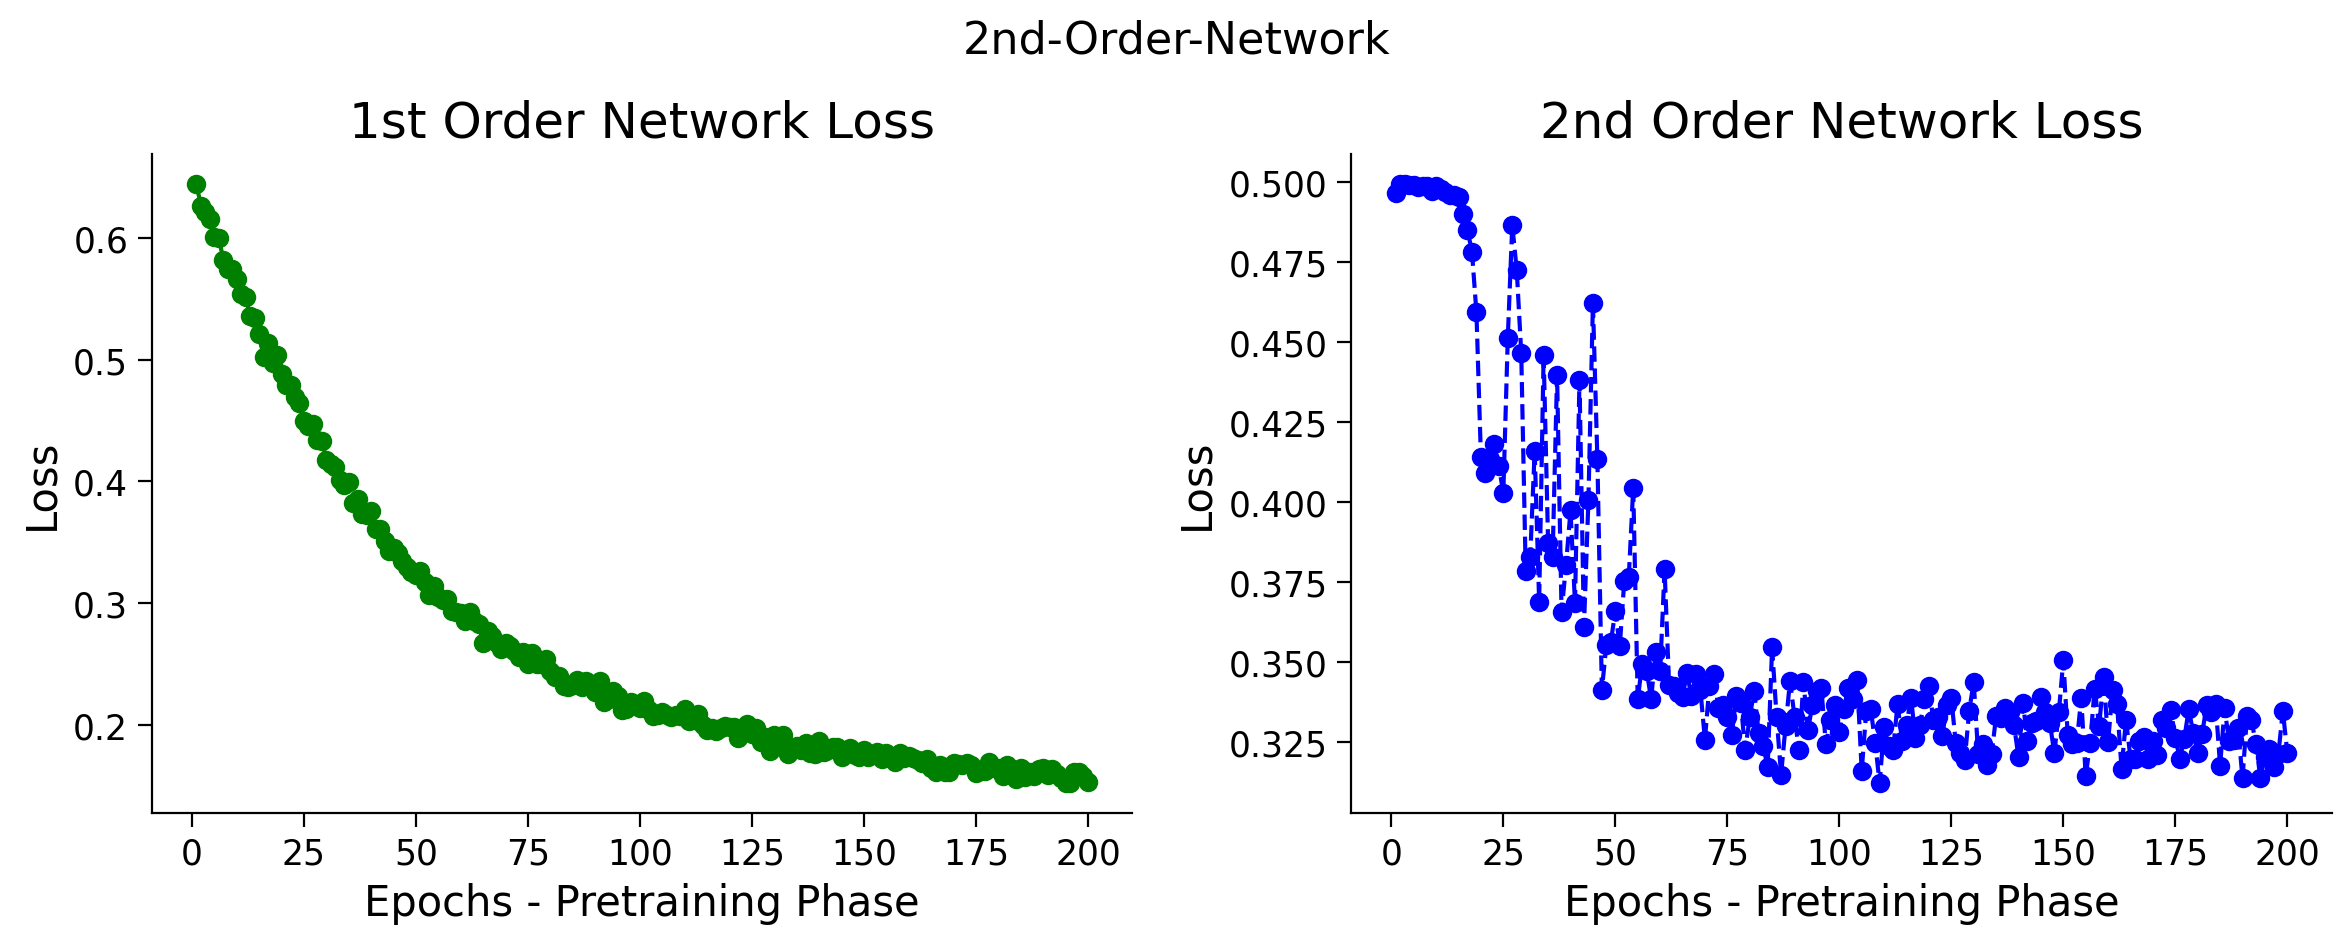 2nd-Order-Network
1st Order Network Loss
Loss
0.6
0.5
0.4
0.3
0.2
0 25 50 75 100 125 150 175 200
Epochs - Pretraining Phase
2nd Order Network Loss
Loss
0.500
0.475
0.450
0.425
0.400
0.375
0.350
0.325
0 25 50 75 100 125 150 175 200
Epochs - Pretraining Phase